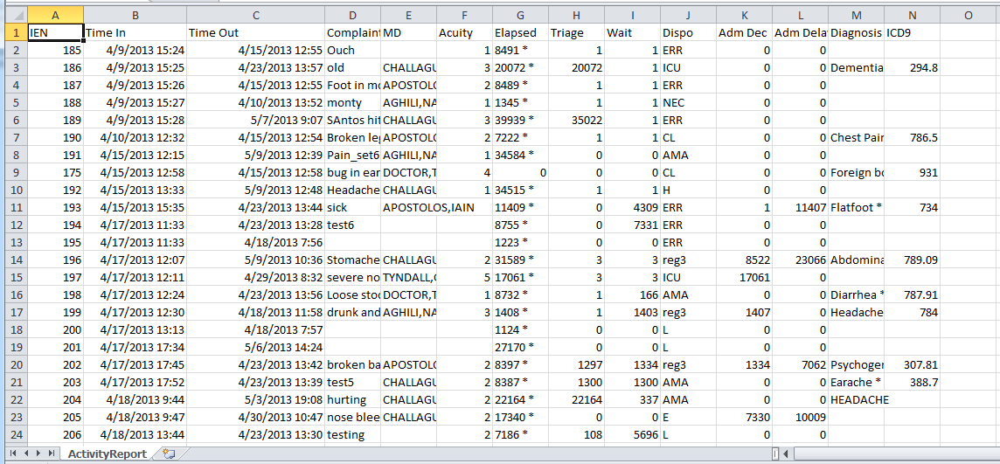 A B C D E F G H I J K L M N O
1 IEN Time In Time Out Complaint MD Acuity Elapsed Triage Wait Dispo Adm Dec Adm Dela Diagnosis ICD9
2 185 4/9/2013 15:24 4/15/2013 12:55 Ouch 1 8491 * 1 1 ERR 0 0
3 186 4/9/2013 15:25 4/23/2013 13:57 old CHALLAGU 3 20072 * 20072 1 ICU 0 0 Dementia 294.8
4 187 4/9/2013 15:26 4/15/2013 12:55 Foot in mo APOSTOLO 2 8489 * 1 1 ERR 0 0
5 188 4/9/2013 15:27 4/10/2013 13:52 monty AGHILI,NA 1 1345 * 1 1 NEC 0 0
6 189 4/9/2013 15:28 5/7/2013 9:07 SAntos hit CHALLAGU 3 39939 * 35022 1 ERR 0 0
7 190 4/10/2013 12:32 4/15/2013 12:54 Broken leg APOSTOLO 2 7222 * 1 1 CL 0 0 Chest Pain 786.5
8 191 4/15/2013 12:15 5/9/2013 12:39 Pain_set6 AGHILI,NA 1 34584 * 0 0 AMA 0 0
9 175 4/15/2013 12:58 4/15/2013 12:58 bug in ear DOCTOR,T 4 0 0 0 CL 0 0 Foreign bo 931
10 192 4/15/2013 13:33 5/9/2013 12:48 Headache CHALLAGU 1 34515 * 1 1 H 0 0
11 193 4/15/2013 15:35 4/23/2013 13:44 sick APOSTOLOS,IAIN 11409 * 0 4309 ERR 1 11407 Flatfoot * 734
12 194 4/17/2013 11:33 4/23/2013 13:28 test6 8755 * 0 7331 ERR 0 0
13 195 4/17/2013 11:33 4/18/2013 7:56 1223 * 0 0 ERR 0 0
14 196 4/17/2013 12:07 5/9/2013 10:36 Stomache CHALLAGU 2 31589 * 3 3 reg3 8522 23066 Abdomina 789.09
15 197 4/17/2013 12:11 4/29/2013 8:32 severe no TYNDALL,C 5 17061 * 3 3 ICU 17061 0
16 198 4/17/2013 12:24 4/23/2013 13:56 Loose stoo DOCTOR,T 1 8732 * 1 166 AMA 0 0 Diarrhea * 787.91
17 199 4/17/2013 12:30 4/18/2013 11:58 drunk and AGHILI,NA 3 1408 * 1 1403 reg3 1407 0 Headache 784
18 200 4/17/2013 13:13 4/18/2013 7:57 1124 * 0 0 L 0 0
19 201 4/17/2013 17:34 5/6/2013 14:24 27170 * 0 0 L 0 0
20 202 4/17/2013 17:45 4/23/2013 13:42 broken ba APOSTOLO 2 8397 * 1297 1334 reg3 1334 7062 Psychoger 307.81
21 203 4/17/2013 17:52 4/23/2013 13:39 test5 CHALLAGU 2 8387 * 1300 1300 AMA 0 0 Earache * 388.7
22 204 4/18/2013 9:44 5/3/2013 19:08 hurting CHALLAGU 2 22164 * 22164 337 AMA 0 0 HEADACHE
23 205 4/18/2013 9:47 4/30/2013 10:47 nose blee CHALLAGU 2 17340 * 0 0 E 7330 10009
24 206 4/18/2013 13:44 4/23/2013 13:30 testing 2 7186 * 108 5696 L 0 0
ActivityReport